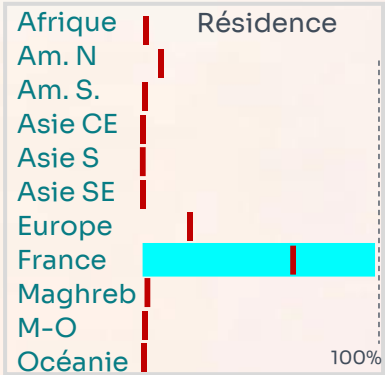 Résidence
Afrique
Am. N
Am. S.
Asie CE
Asie S
Asie SE
Europe
France
Maghreb
M-O
Océanie
100%